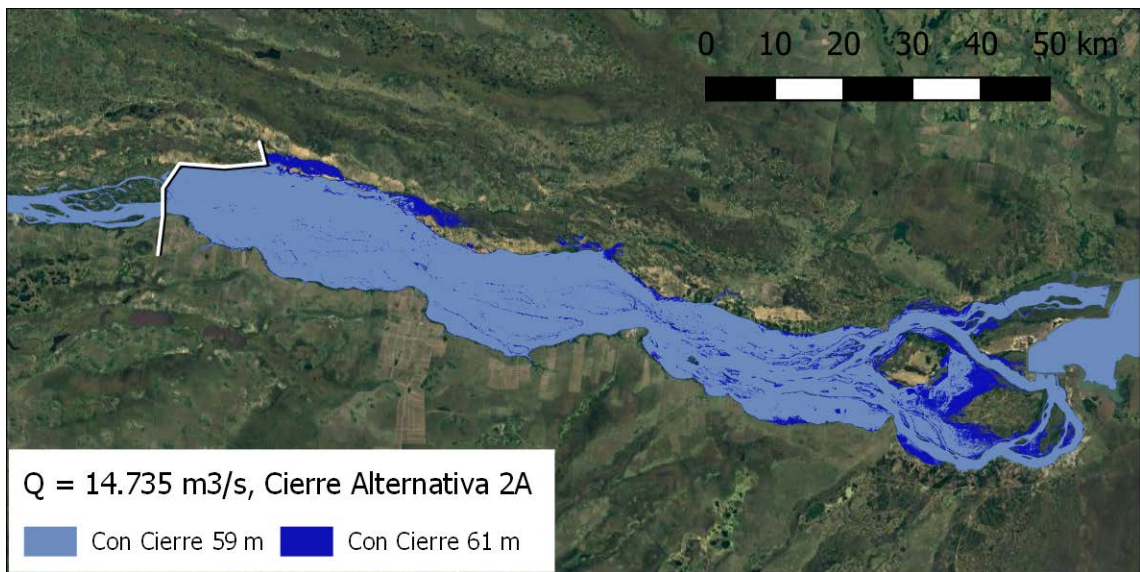 0 10 20 30 40 50 km
Q = 14.735 m3/s, Cierre Alternativa 2A
Con Cierre 59 m Con Cierre 61 m